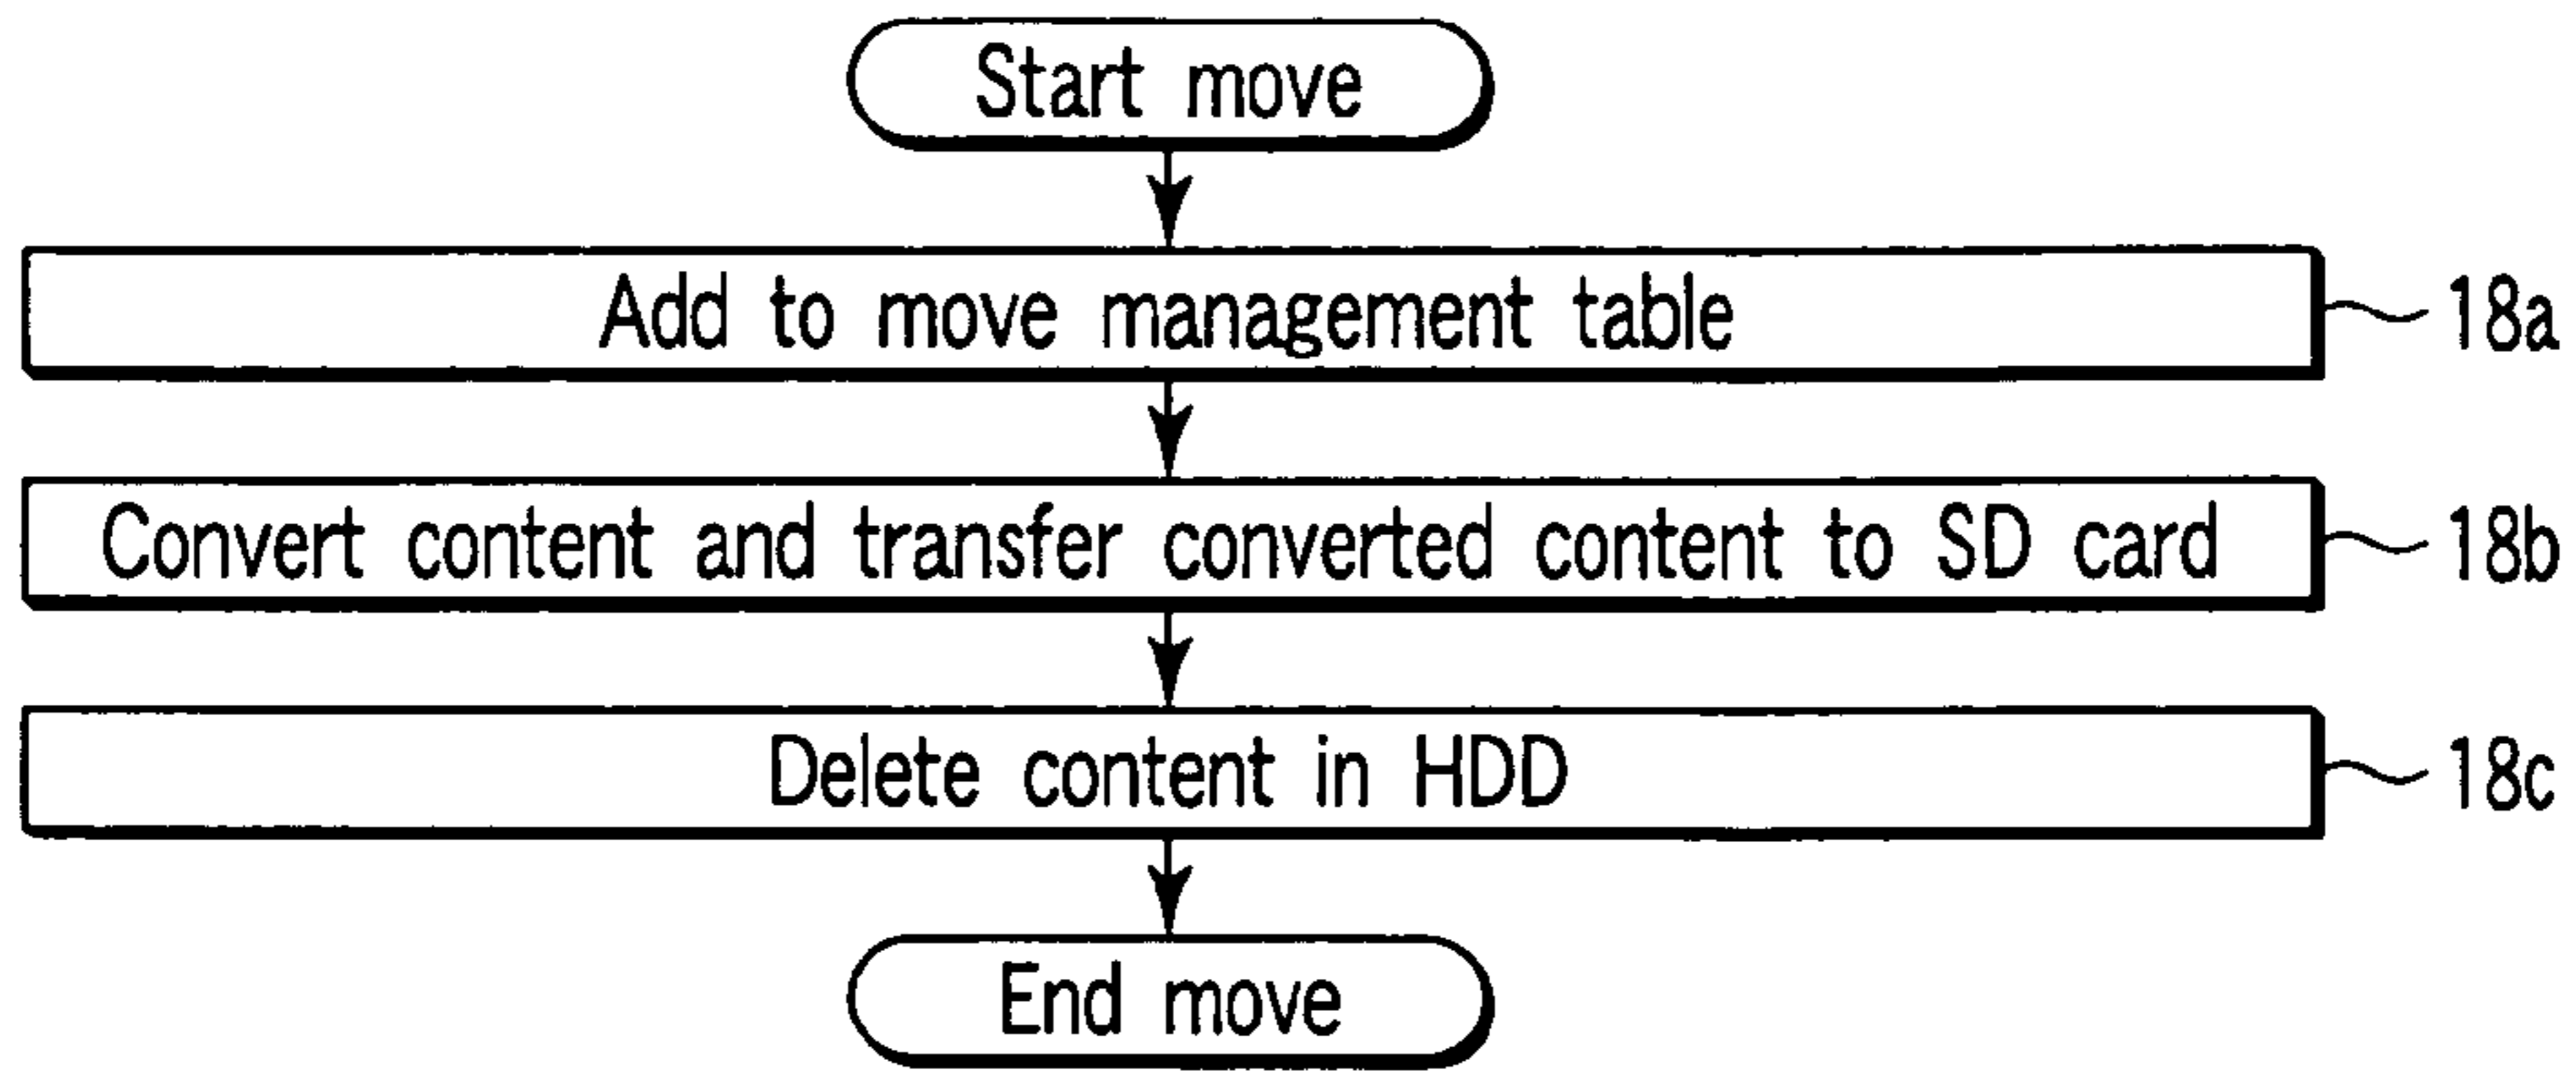 Start move
Add to move management table 18a
Convert content and transfer converted content to SD card 18b
Delete content in HDD 18c
End move